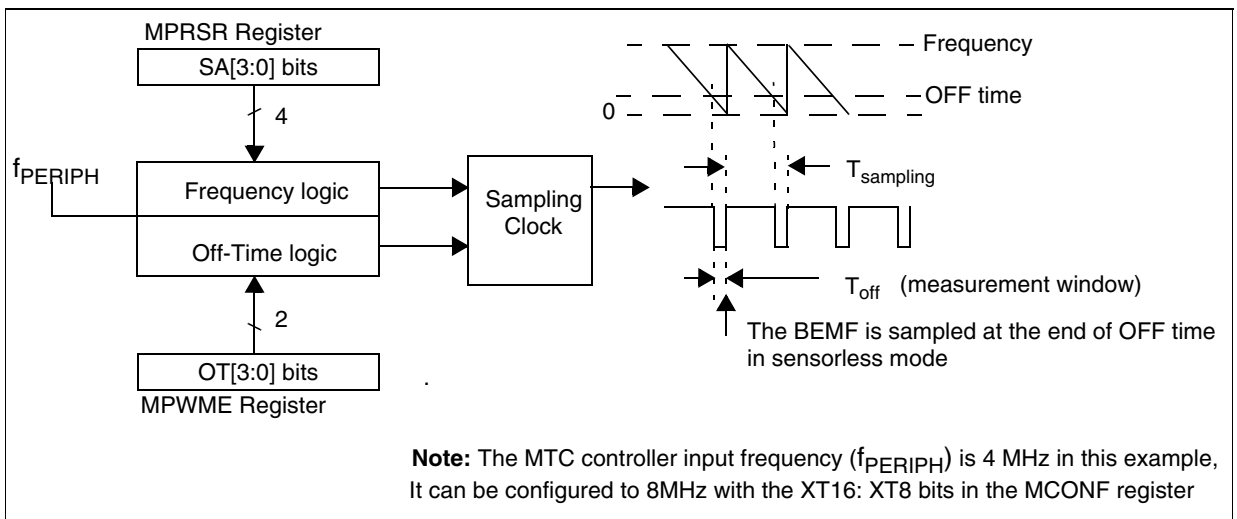 MPRSR Register
SA[3:0] bits
4
fPERIPH
Frequency logic
Off-Time logic
2
OT[3:0] bits
MPWME Register
Sampling
Clock
Frequency
OFF time
0
Tsampling
Toff (measurement window)
The BEMF is sampled at the end of OFF time
in sensorless mode
.
Note: The MTC controller input frequency (fPERIPH) is 4 MHz in this example,
It can be configured to 8MHz with the XT16: XT8 bits in the MCONF register